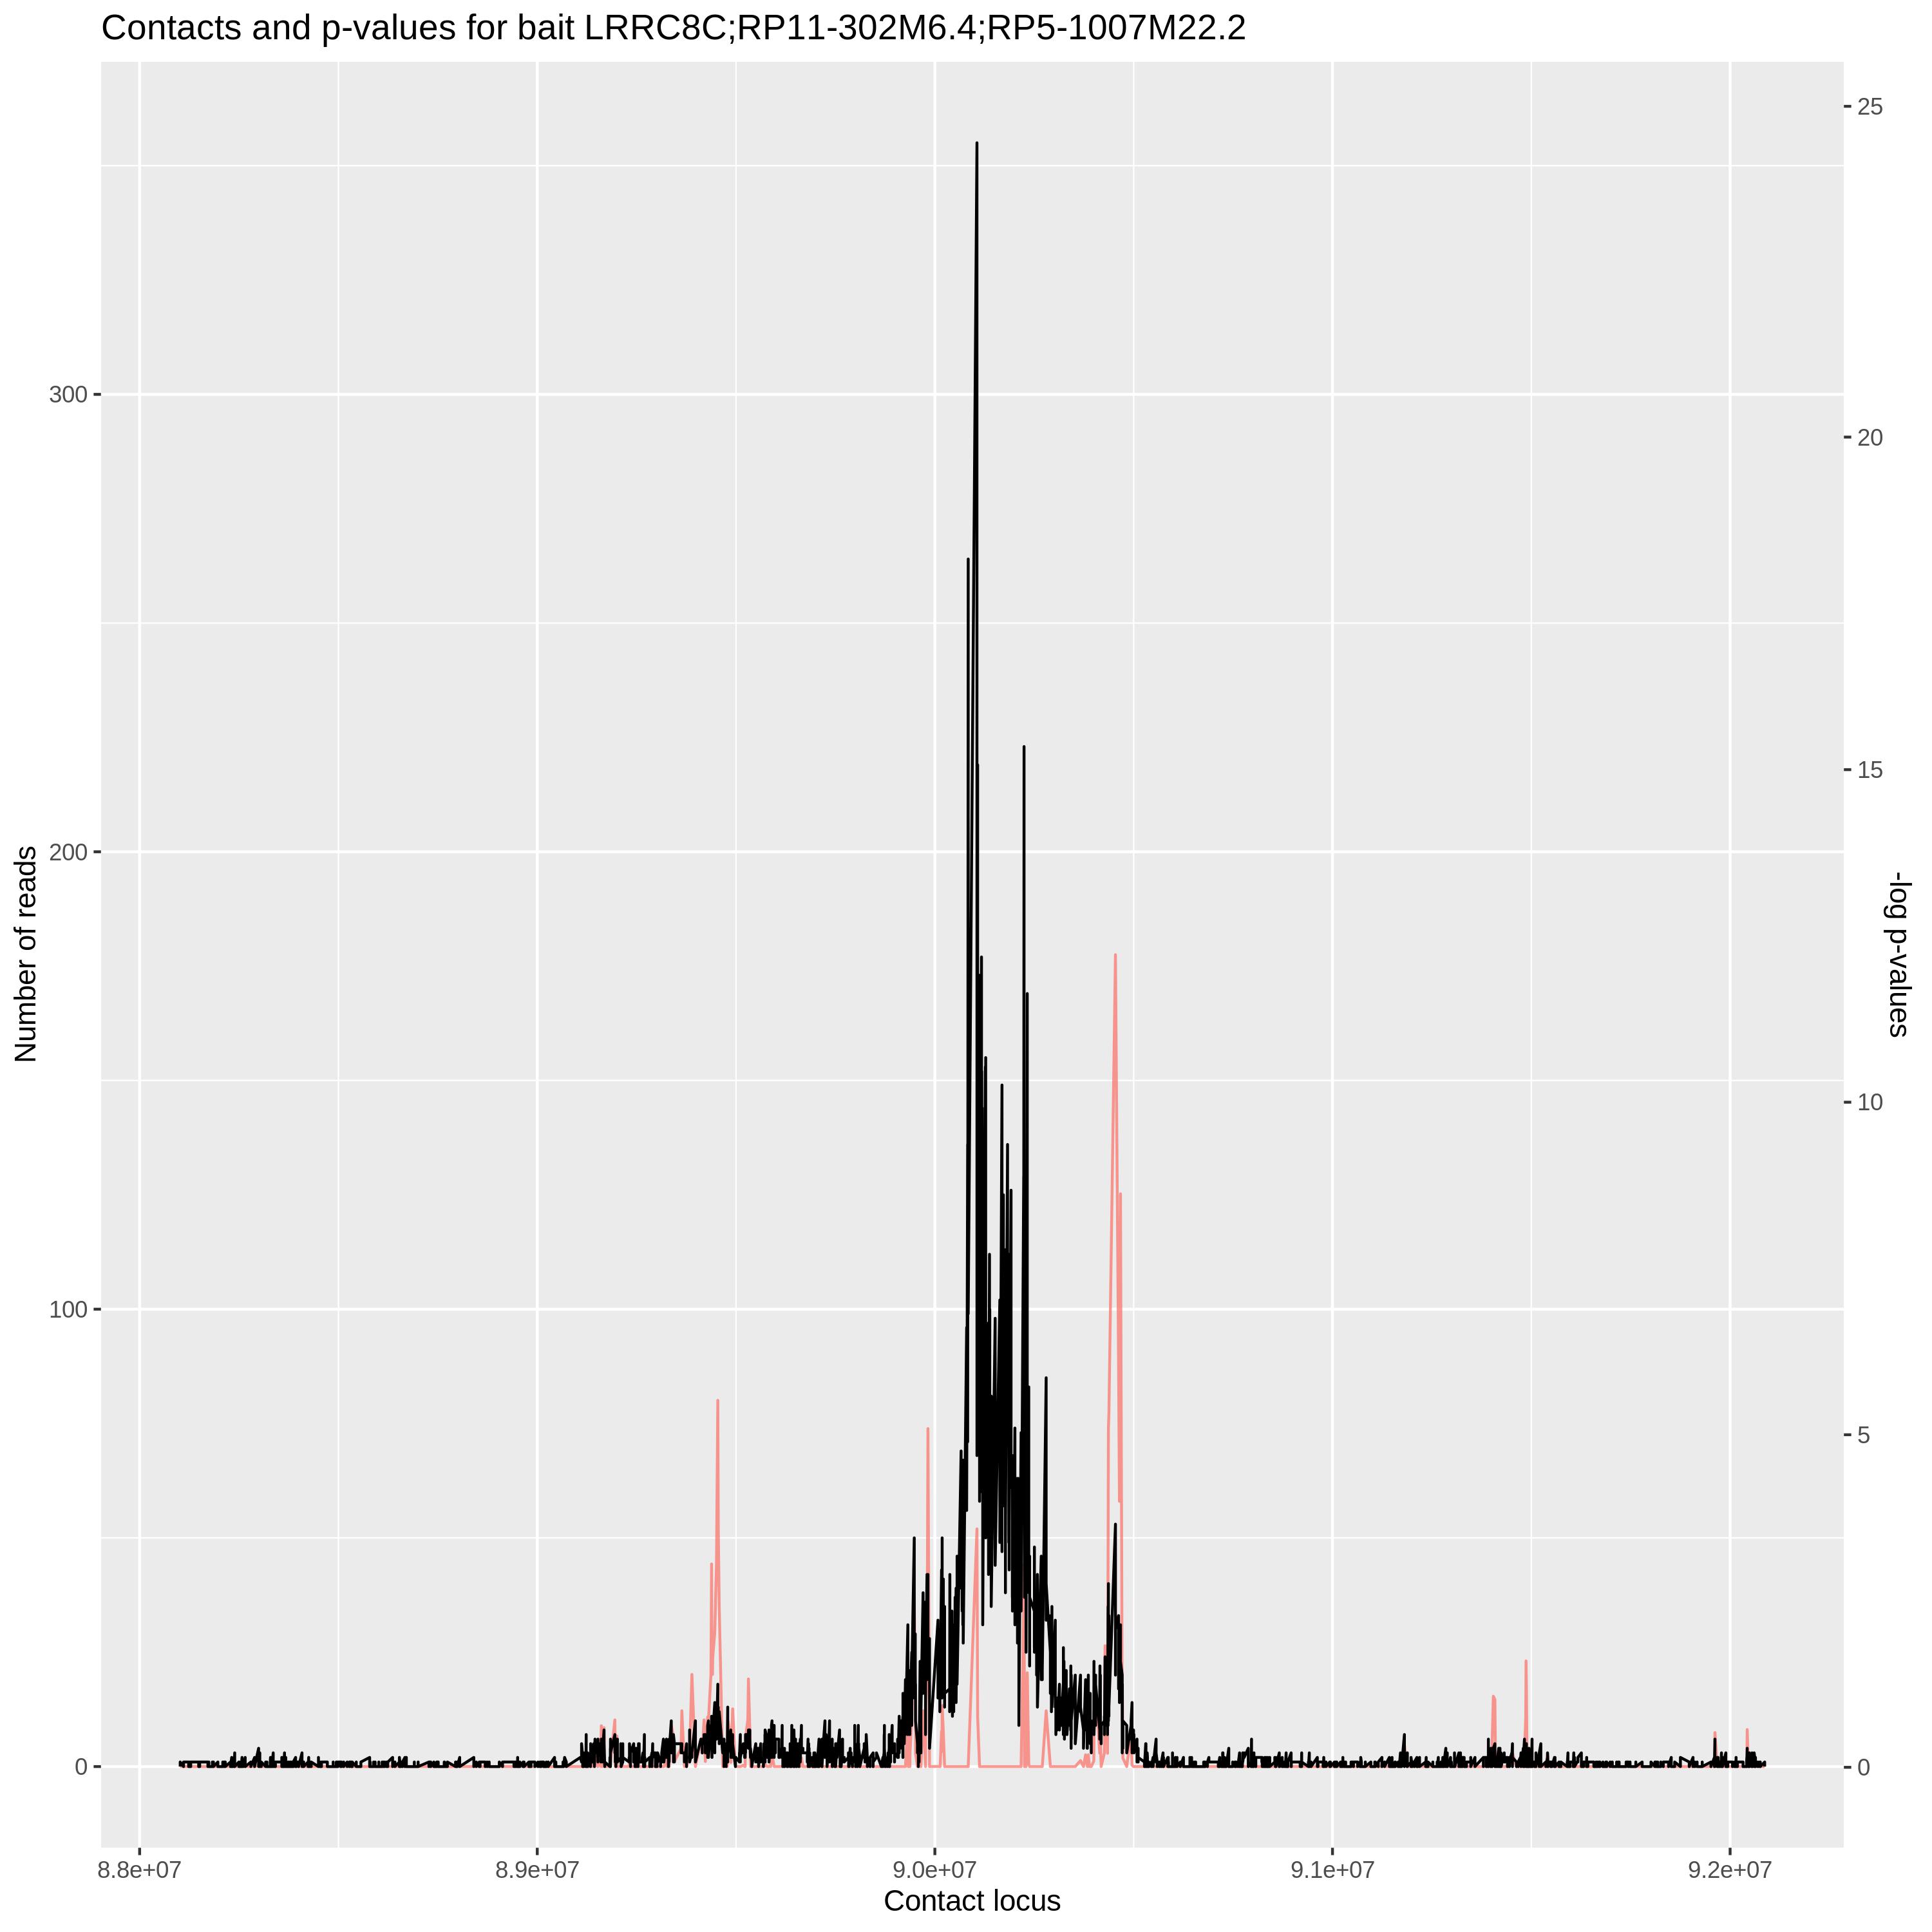 Contacts and p-values for bait LRRC8C;RP11-302M6.4;RP5-1007M22.2
Number of reads
300
200
100
0
25
20
15
10
5
0
-log p-values
8.8e+07 8.9e+07 9.0e+07 9.1e+07 9.2e+07
Contact locus